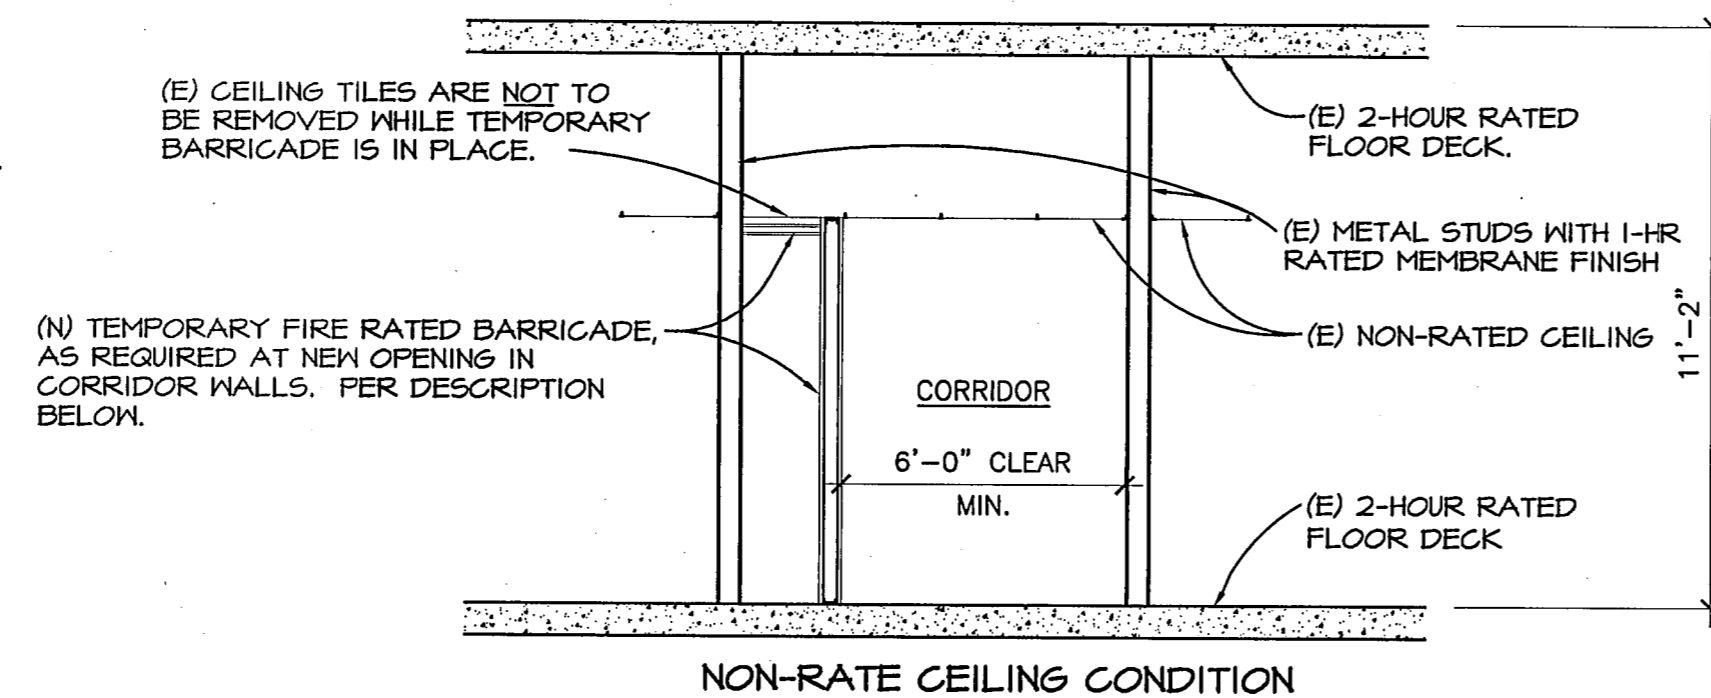 (E) CEILING TILES ARE NOT TO
BE REMOVED WHILE TEMPORARY
BARRICADE IS IN PLACE.
(E) 2-HOUR RATED
FLOOR DECK.
(E) METAL STUDS WITH 1-HR
RATED MEMBRANE FINISH
(N) TEMPORARY FIRE RATED BARRICADE,
AS REQUIRED AT NEW OPENING IN
CORRIDOR WALLS. PER DESCRIPTION
BELOW.
(E) NON-RATED CEILING
11'-2"
CORRIDOR
6'-0" CLEAR
MIN.
(E) 2-HOUR RATED
FLOOR DECK
NON-RATE CEILING CONDITION